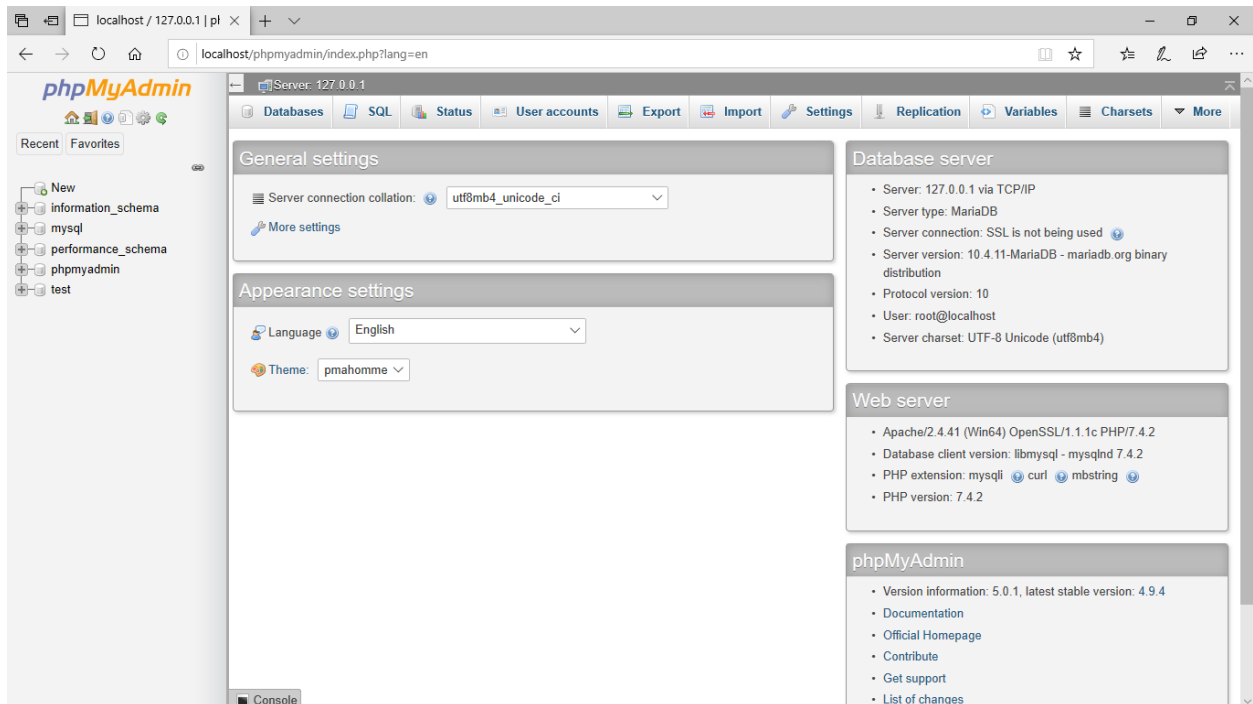 localhost / 127.0.0.1 | pl
localhost/phpmyadmin/index.php?lang=en
phpMyAdmin
Recent Favorites
New
information_schema
mysql
performance_schema
phpmyadmin
test
Server: 127.0.0.1
Databases SQL Status User accounts Export Import Settings Replication Variables Charsets More
General settings
Server connection collation: utf8mb4_unicode_ci
More settings
Appearance settings
Language English
Theme: pmahomme
Console
Database server
• Server: 127.0.0.1 via TCP/IP
• Server type: MariaDB
• Server connection: SSL is not being used
• Server version: 10.4.11-MariaDB - mariadb.org binary
distribution
• Protocol version: 10
• User: root@localhost
• Server charset: UTF-8 Unicode (utf8mb4)
Web server
• Apache/2.4.41 (Win64) OpenSSL/1.1.1c PHP/7.4.2
• Database client version: libmysql - mysqlnd 7.4.2
• PHP extension: mysqli curl mbstring
• PHP version: 7.4.2
phpMyAdmin
• Version information: 5.0.1, latest stable version: 4.9.4
• Documentation
• Official Homepage
• Contribute
• Get support
• List of changes